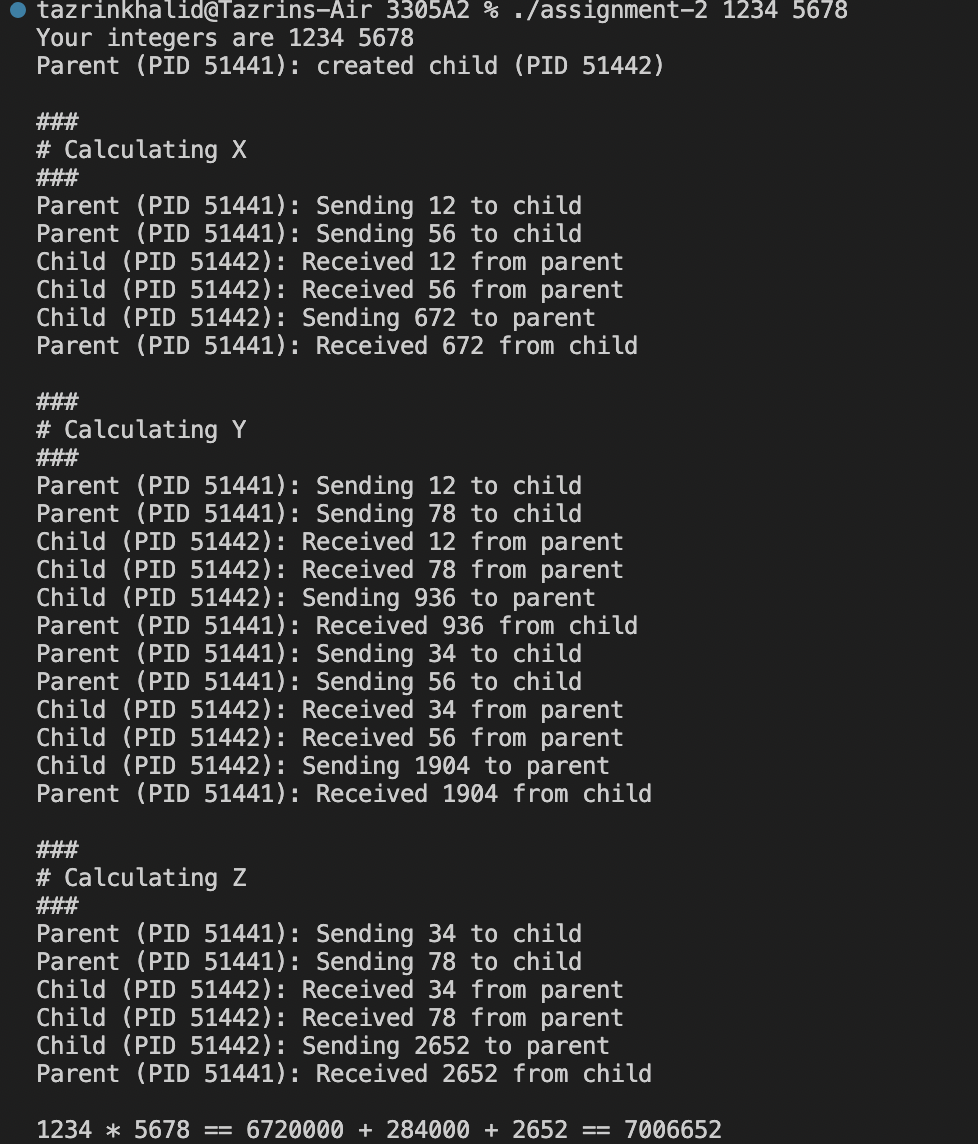 tazrinkhalid@Tazrins-Air 3305A2 % ./assignment-2 1234 5678
Your integers are 1234 5678
Parent (PID 51441): created child (PID 51442)
###
# Calculating X
###
Parent (PID 51441): Sending 12 to child
Parent (PID 51441): Sending 56 to child
Child (PID 51442): Received 12 from parent
Child (PID 51442): Received 56 from parent
Child (PID 51442): Sending 672 to parent
Parent (PID 51441): Received 672 from child
###
# Calculating Y
###
Parent (PID 51441): Sending 12 to child
Parent (PID 51441): Sending 78 to child
Child (PID 51442): Received 12 from parent
Child (PID 51442): Received 78 from parent
Child (PID 51442): Sending 936 to parent
Parent (PID 51441): Received 936 from child
Parent (PID 51441): Sending 34 to child
Parent (PID 51441): Sending 56 to child
Child (PID 51442): Received 34 from parent
Child (PID 51442): Received 56 from parent
Child (PID 51442): Sending 1904 to parent
Parent (PID 51441): Received 1904 from child
###
# Calculating Z
###
Parent (PID 51441): Sending 34 to child
Parent (PID 51441): Sending 78 to child
Child (PID 51442): Received 34 from parent
Child (PID 51442): Received 78 from parent
Child (PID 51442): Sending 2652 to parent
Parent (PID 51441): Received 2652 from child
1234 * 5678 == 6720000 + 284000 + 2652 == 7006652